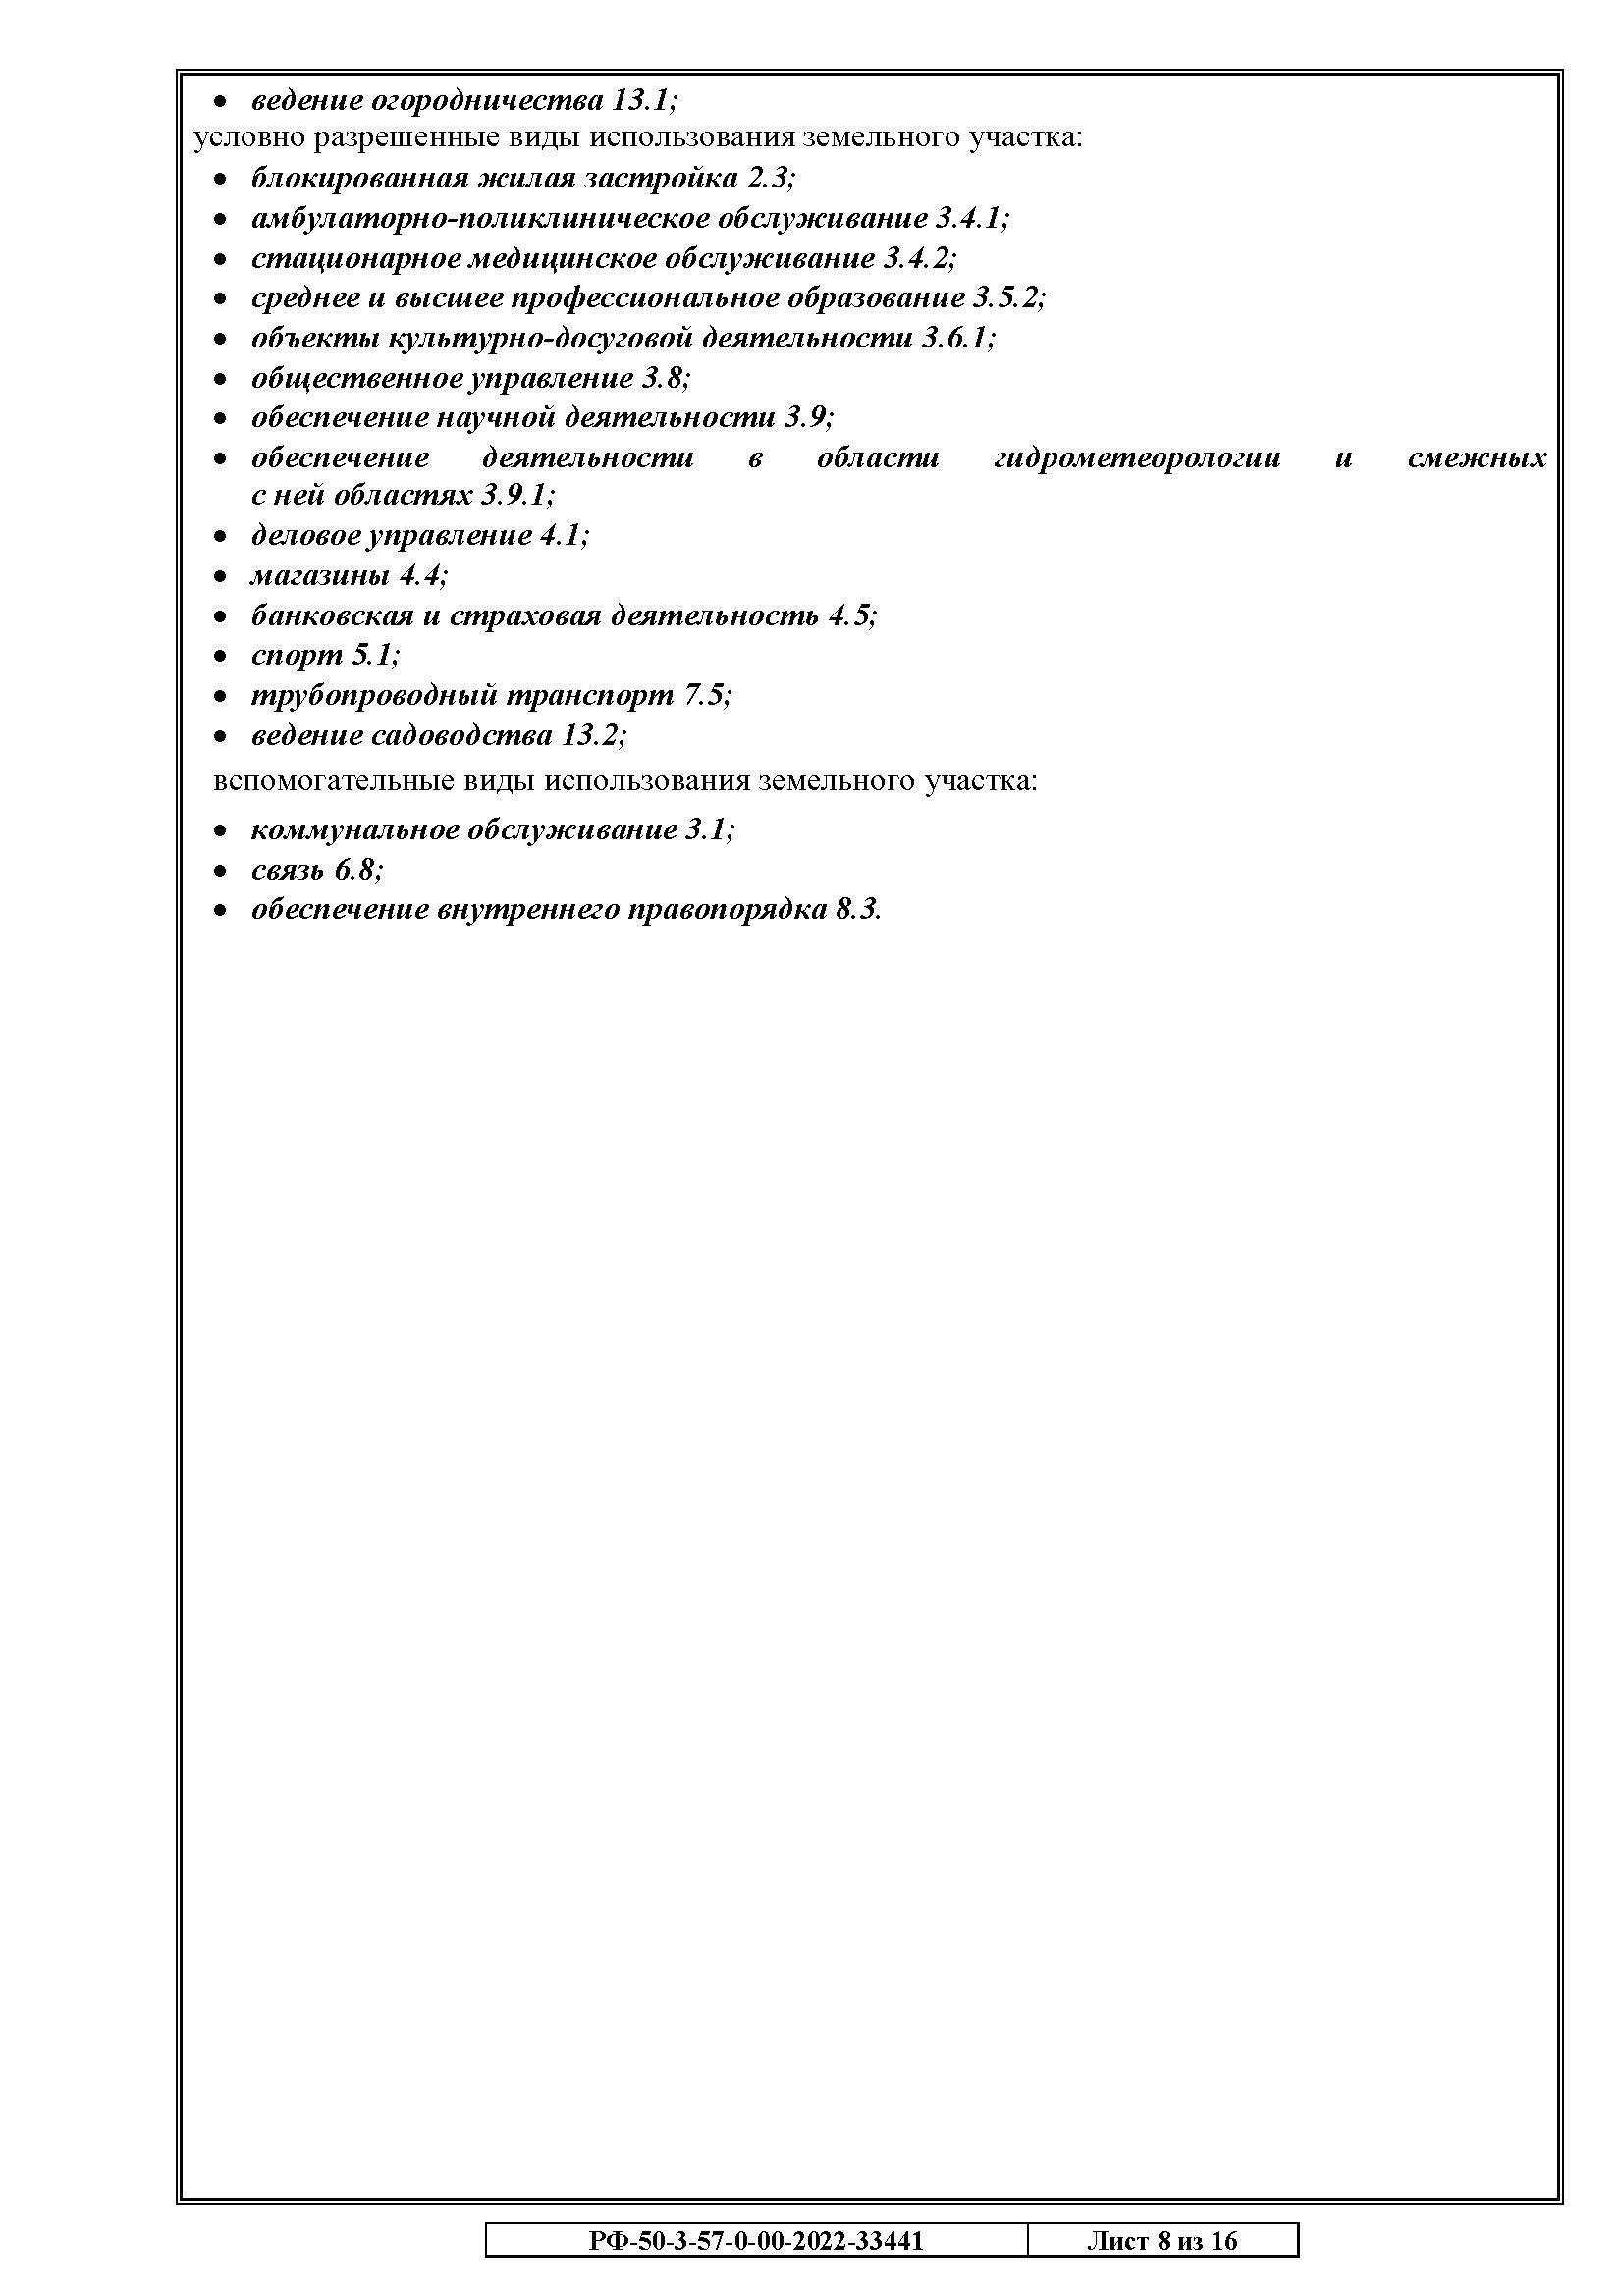 • ведение огородничества 13.1;
условно разрешенные виды использования земельного участка:
• блокированная жилая застройка 2.3;
• амбулаторно-поликлиническое обслуживание 3.4.1;
• стационарное медицинское обслуживание 3.4.2;
• среднее и высшее профессиональное образование 3.5.2;
• объекты культурно-досуговой деятельности 3.6.1;
• общественное управление 3.8;
• обеспечение научной деятельности 3.9;
• обеспечение деятельности в области гидрометеорологии и смежных
с ней областях 3.9.1;
• деловое управление 4.1;
• магазины 4.4;
• банковская и страховая деятельность 4.5;
• спорт 5.1;
• трубопроводный транспорт 7.5;
• ведение садоводства 13.2;
вспомогательные виды использования земельного участка:
• коммунальное обслуживание 3.1;
• связь 6.8;
• обеспечение внутреннего правопорядка 8.3.
РФ-50-3-57-0-00-2022-33441 Лист 8 из 16